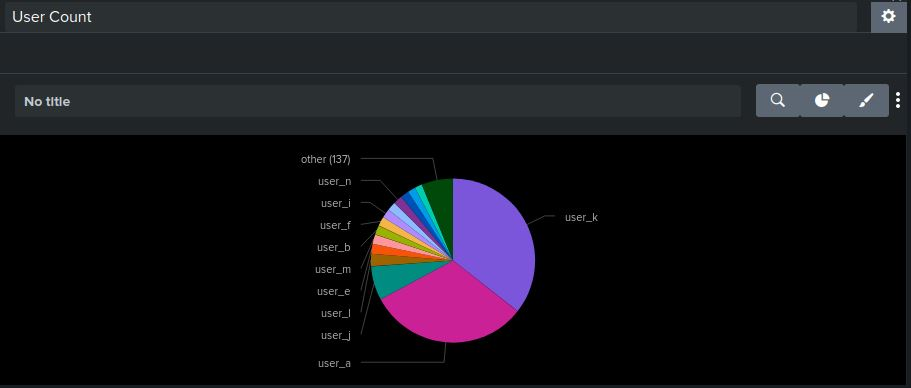 User Count
No title
other (137)
user_n
user_i
user_f
user_b
user_m
user_e
user_l
user_j
user_a
user_k